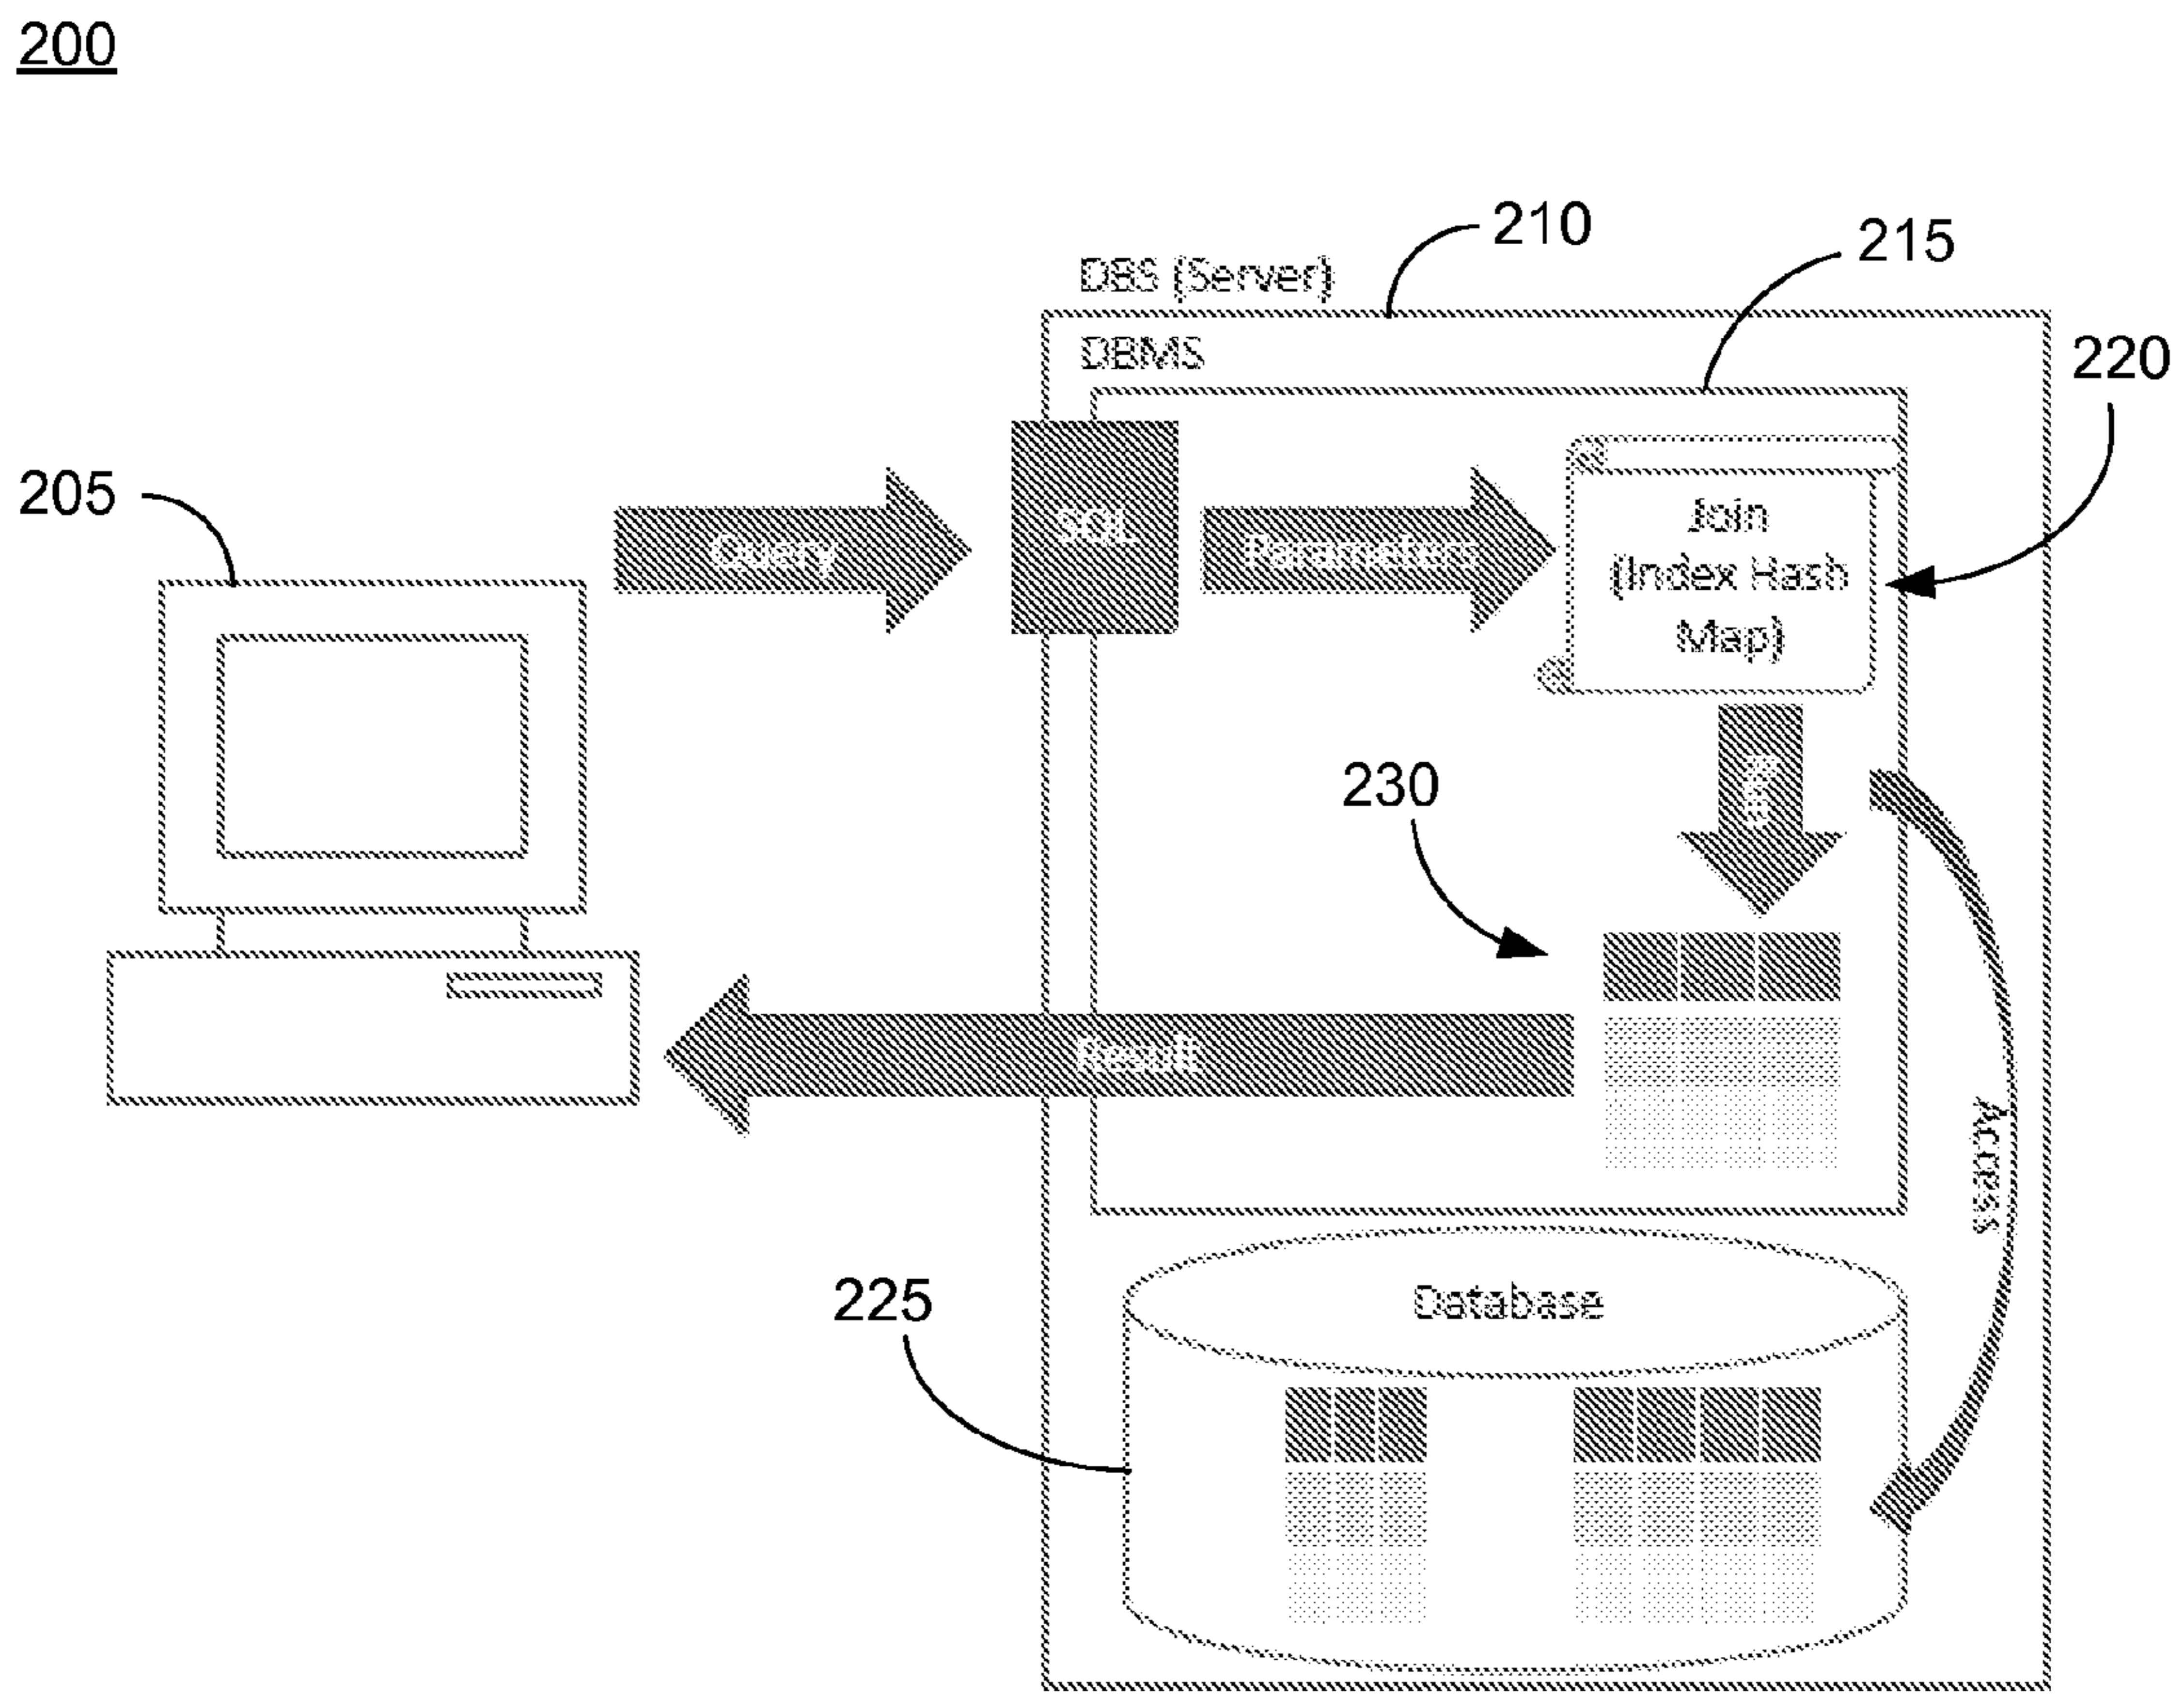 200
210
DBS (Server)
215
DBMS
220
205
Query
SQL
Parameters
Join
(Index Hash
Map)
230
Result
Access
225
Database